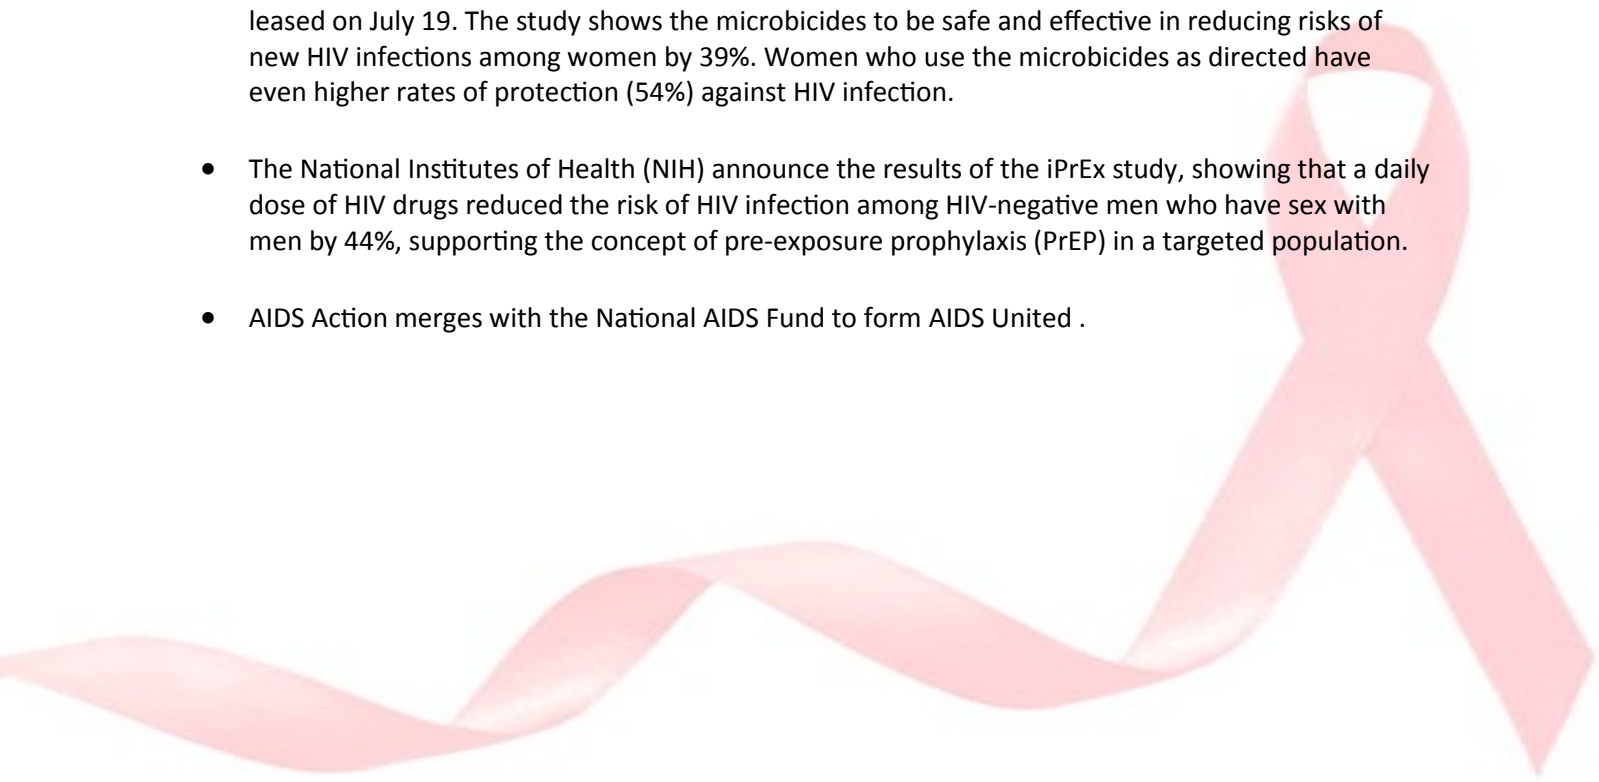 leased on July 19. The study shows the microbicides to be safe and effective in reducing risks of
new HIV infections among women by 39%. Women who use the microbicides as directed have
even higher rates of protection (54%) against HIV infection.
• The National Institutes of Health (NIH) announce the results of the iPrEx study, showing that a daily
dose of HIV drugs reduced the risk of HIV infection among HIV-negative men who have sex with
men by 44%, supporting the concept of pre-exposure prophylaxis (PrEP) in a targeted population.
• AIDS Action merges with the National AIDS Fund to form AIDS United .